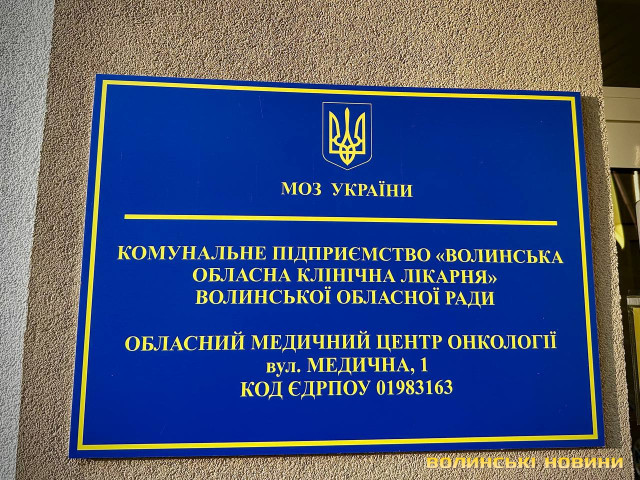 МОЗ УКРАЇНИ
КОМУНАЛЬНЕ ПІДПРИЄМСТВО «ВОЛИНСЬКА
ОБЛАСНА КЛІНІЧНА ЛІКАРНЯ»
ВОЛИНСЬКОЇ ОБЛАСНОЇ РАДИ
ОБЛАСНИЙ МЕДИЧНИЙ ЦЕНТР ОНКОЛОГІЇ
вул. МЕДИЧНА, 1
КОД ЄДРПОУ 01983163
ВОЛИНСЬКІ НОВИНИ